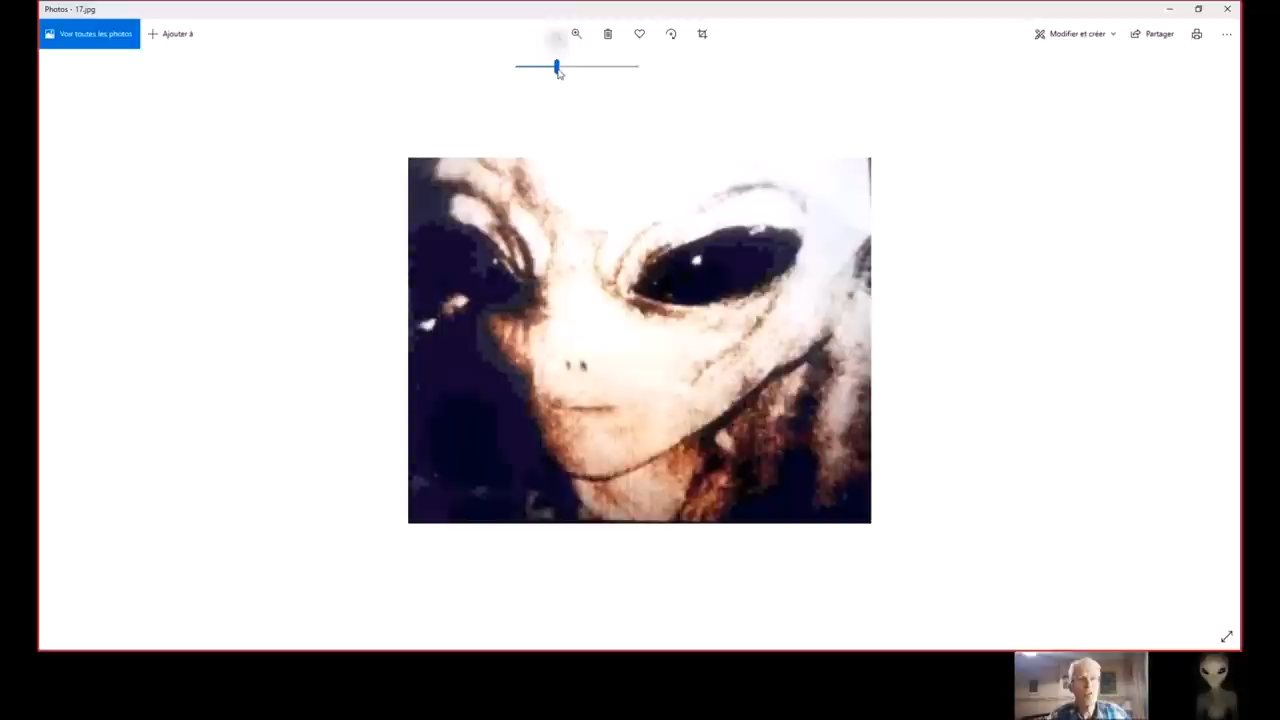 Photos - 17.jpg
Voir toutes les photos
Ajouter à
Modifier et créer
Partager